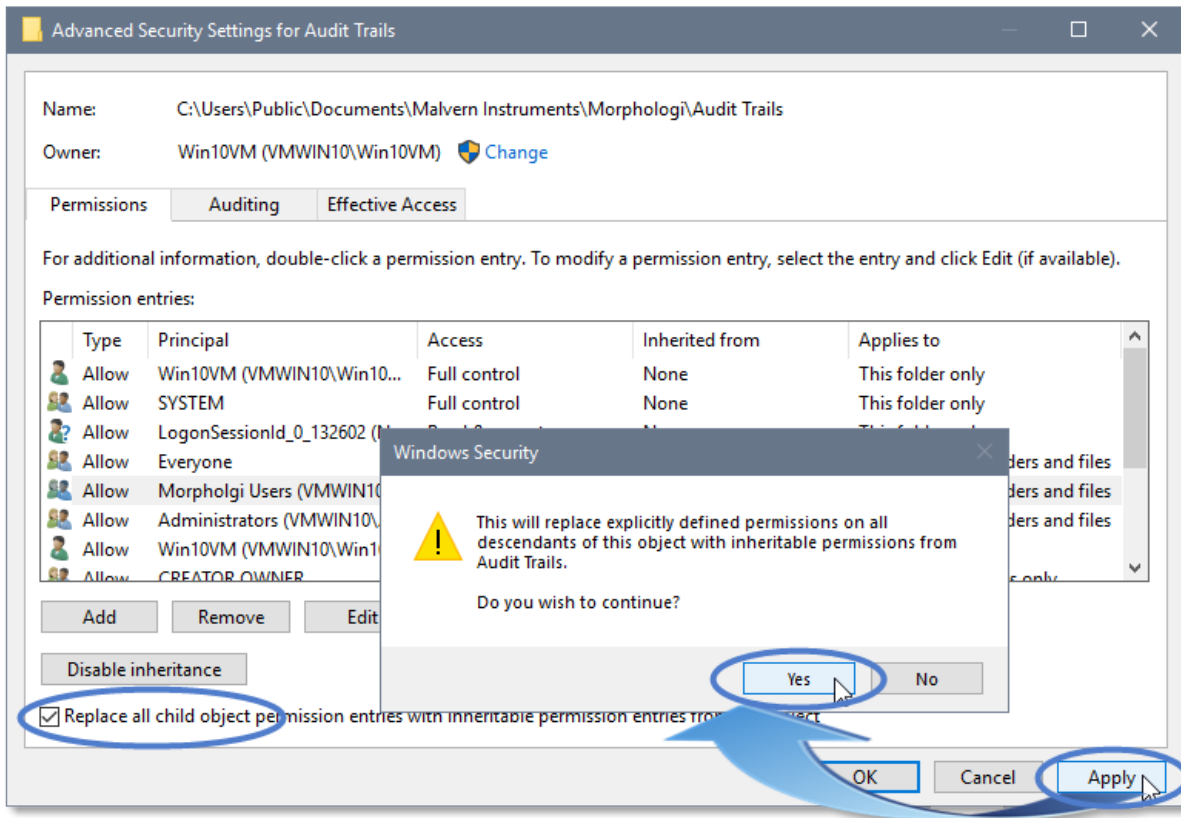 Advanced Security Settings for Audit Trails
Name: C:\Users\Public\Documents\Malvern Instruments\Morphologi\Audit Trails
Owner: Win10VM (VMWIN10\Win10VM) Change
Permissions Auditing Effective Access
For additional information, double-click a permission entry. To modify a permission entry, select the entry and click Edit (if available).
Permission entries:
Type Principal Access Inherited from Applies to
Allow Win10VM (VMWIN10\Win10... Full control None This folder only
Allow SYSTEM Full control None This folder only
Allow LogonSessionId_0_132602
Allow Everyone ders and files
Allow Morpholgi Users (VMWIN10 ders and files
Allow Administrators (VMWIN10\ ders and files
Allow Win10VM (VMWIN10\Win1
Allow CREATOR OWNER only
Windows Security
This will replace explicitly defined permissions on all
descendants of this object with inheritable permissions from
Audit Trails.
Do you wish to continue?
Yes No
Add Remove Edit
Disable inheritance
Replace all child object permission entries with inheritable permission entries from ject
OK Cancel Apply